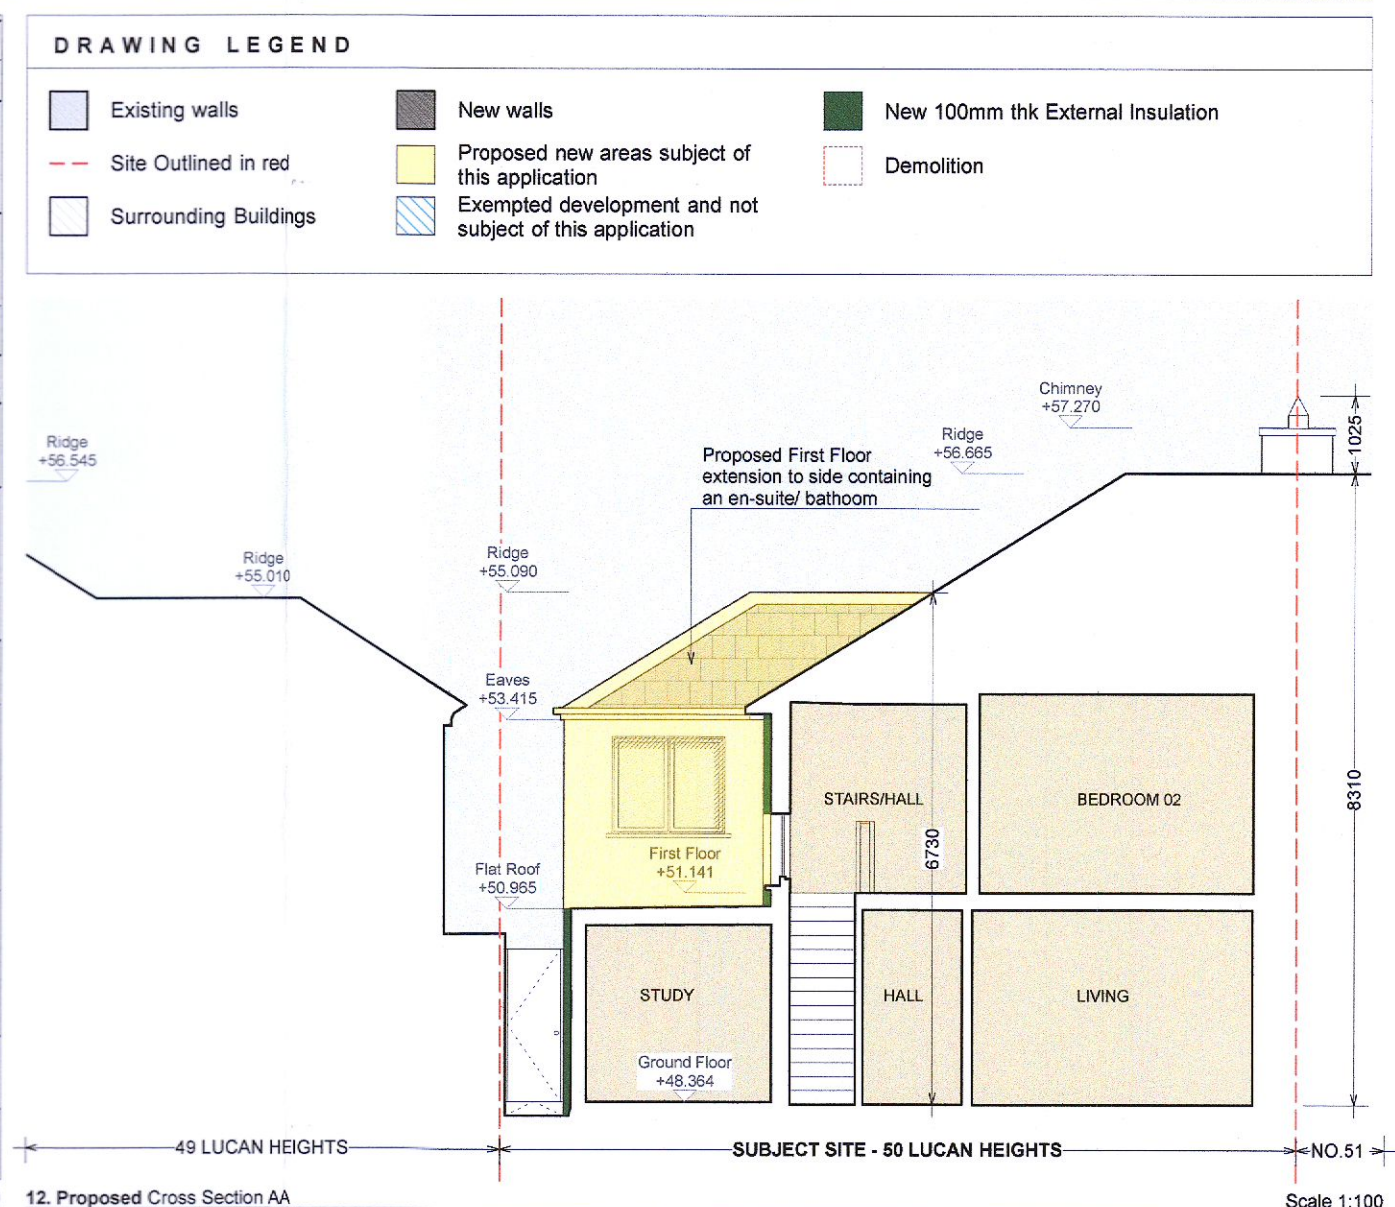 DRAWING LEGEND
Existing walls
Site Outlined in red
Surrounding Buildings
New walls
Proposed new areas subject of
this application
Exempted development and not
subject of this application
New 100mm thk External Insulation
Demolition
Chimney
+57.270
1025
Ridge
+56.545
Ridge
+56.665
Proposed First Floor
extension to side containing
an en-suite/ bathoom
Ridge
+55.010
Ridge
+55.090
Eaves
+53.415
STAIRS/HALL
BEDROOM 02
8310
6730
First Floor
+51.141
Flat Roof
+50.965
STUDY
HALL
LIVING
Ground Floor
+48.364
49 LUCAN HEIGHTS
SUBJECT SITE - 50 LUCAN HEIGHTS
NO.51
12. Proposed Cross Section AA
Scale 1:100